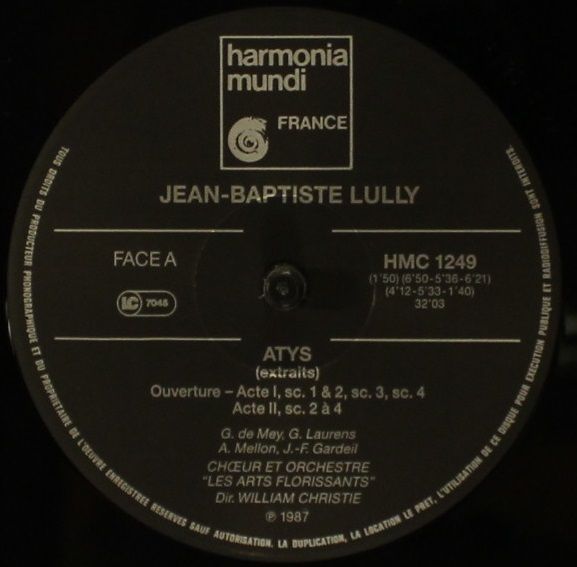 harmonia
mundi
FRANCE
JEAN-BAPTISTE LULLY
FACE A
HMC 1249
(1'50) (6'50-5'36-6'21)
(4'12-5'33-1'40)
32'03
LC 7045
ATYS
(extraits)
Ouverture – Acte I, sc. 1 & 2, sc. 3, sc. 4
Acte II, sc. 2 à 4
G. de Mey, G. Laurens
A. Mellon, J.-F. Gardeil
CHŒUR ET ORCHESTRE
"LES ARTS FLORISSANTS"
Dir. WILLIAM CHRISTIE
℗ 1987
TOUS DROITS DU PRODUCTEUR PHONOGRAPHIQUE ET DU PROPRIETAIRE DE L'ŒUVRE ENREGISTREE RESERVES SAUF AUTORISATION. LA DUPLICATION, LA LOCATION LE PRET, L'UTILISATION DE CE DISQUE POUR EXECUTION PUBLIQUE ET RADIODIFFUSION SONT INTERDITS.